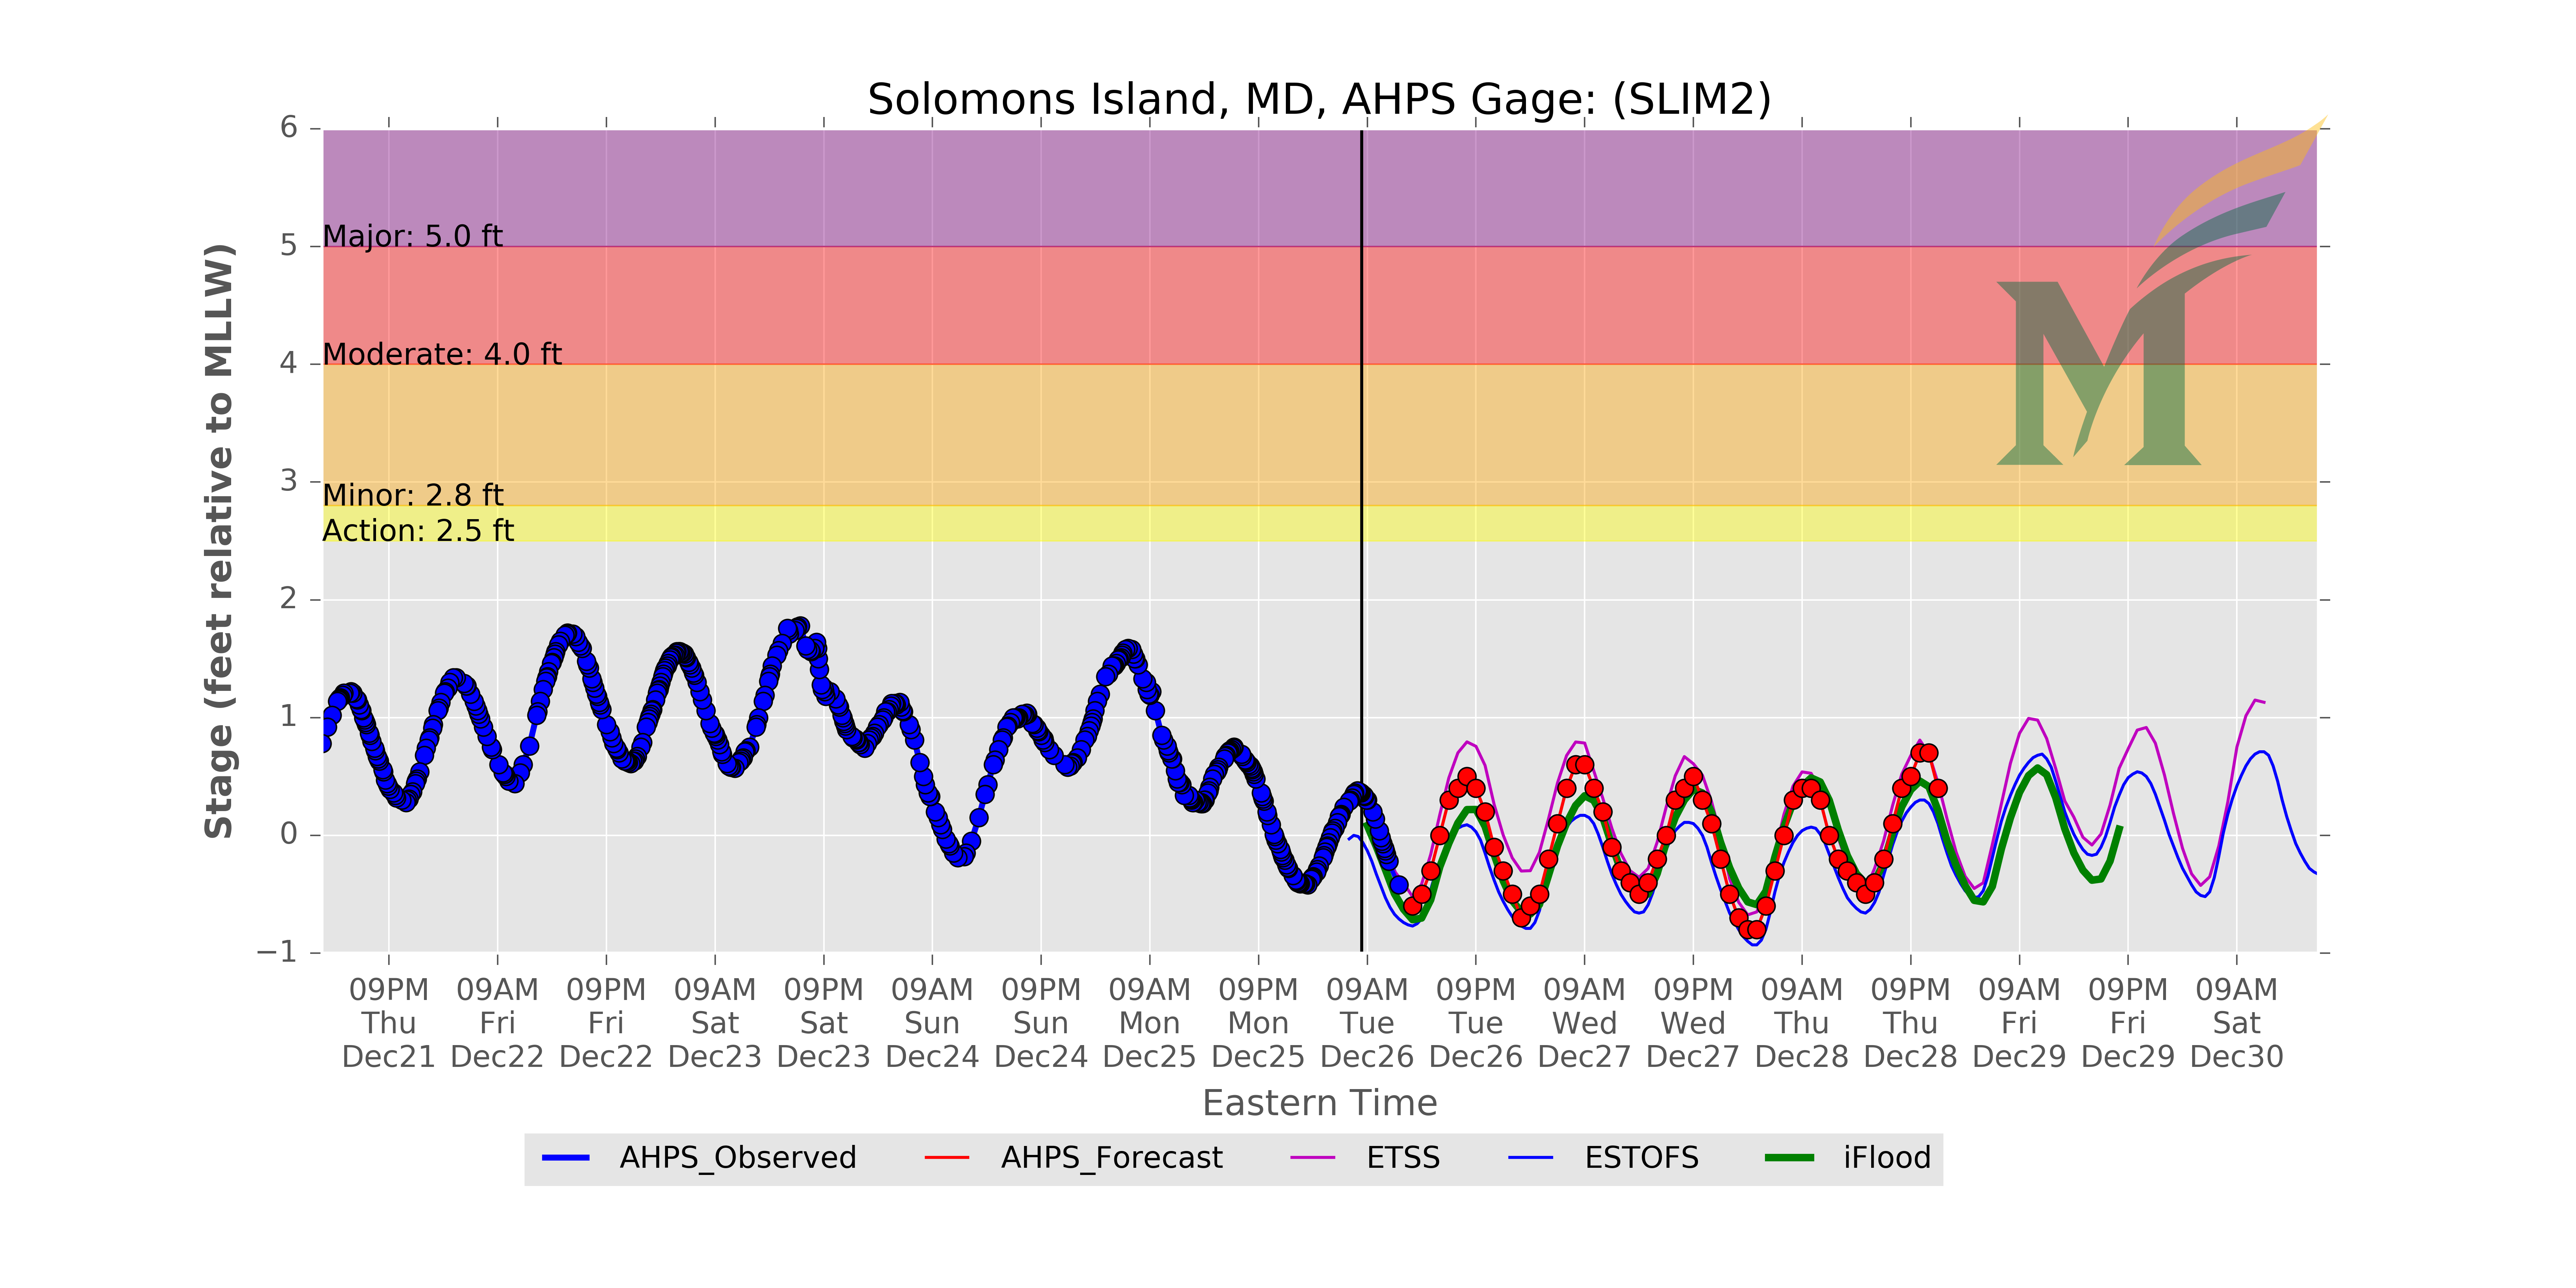 Solomons Island, MD, AHPS Gage: (SLIM2)
Stage (feet relative to MLLW)
6
5
4
3
2
1
0
−1
Major: 5.0 ft
Moderate: 4.0 ft
Minor: 2.8 ft
Action: 2.5 ft
M
09PM 09AM 09PM 09AM 09PM 09AM 09PM 09AM 09PM 09AM 09PM 09AM 09PM 09AM 09PM 09AM 09PM 09AM
Thu Fri Fri Sat Sat Sun Sun Mon Mon Tue Tue Wed Wed Thu Thu Fri Fri Sat
Dec21 Dec22 Dec22 Dec23 Dec23 Dec24 Dec24 Dec25 Dec25 Dec26 Dec26 Dec27 Dec27 Dec28 Dec28 Dec29 Dec29 Dec30
Eastern Time
AHPS_Observed AHPS_Forecast ETSS ESTOFS iFlood